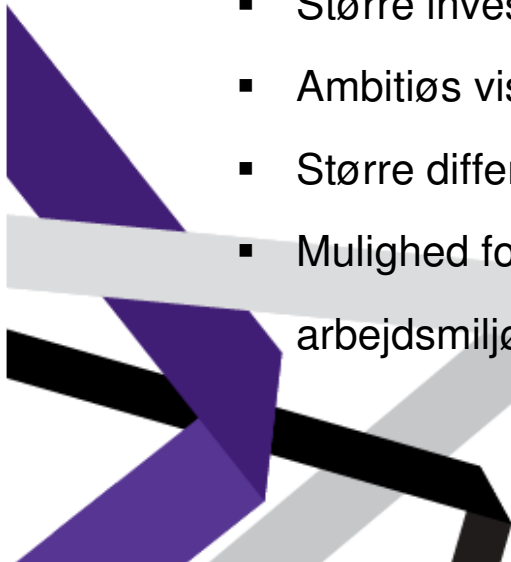 ▪ Større inves
▪ Ambitiøs vis
▪ Større differ
▪ Mulighed fo
arbejdsmiljø